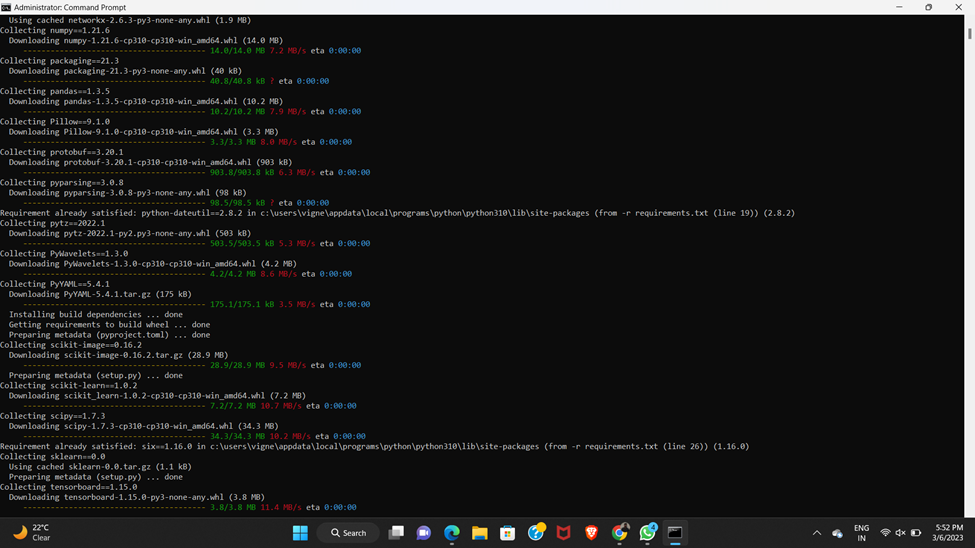 Administrator: Command Prompt
Using cached networkx-2.6.3-py3-none-any.whl (1.9 MB)
Collecting numpy==1.21.6
Downloading numpy-1.21.6-cp310-cp310-win_amd64.whl (14.0 MB)
---------------------------------------- 14.0/14.0 MB 7.2 MB/s eta 0:00:00
Collecting packaging==21.3
Downloading packaging-21.3-py3-none-any.whl (40 kB)
---------------------------------------- 40.8/40.8 kB ? eta 0:00:00
Collecting pandas==1.3.5
Downloading pandas-1.3.5-cp310-cp310-win_amd64.whl (10.2 MB)
---------------------------------------- 10.2/10.2 MB 7.9 MB/s eta 0:00:00
Collecting Pillow==9.1.0
Downloading Pillow-9.1.0-cp310-cp310-win_amd64.whl (3.3 MB)
---------------------------------------- 3.3/3.3 MB 8.0 MB/s eta 0:00:00
Collecting protobuf==3.20.1
Downloading protobuf-3.20.1-cp310-cp310-win_amd64.whl (903 kB)
---------------------------------------- 903.8/903.8 kB 6.3 MB/s eta 0:00:00
Collecting pyparsing==3.0.8
Downloading pyparsing-3.0.8-py3-none-any.whl (98 kB)
---------------------------------------- 98.5/98.5 kB ? eta 0:00:00
Requirement already satisfied: python-dateutil==2.8.2 in c:\users\vigne\appdata\local\programs\python\python310\lib\site-packages (from -r requirements.txt (line 19)) (2.8.2)
Collecting pytz==2022.1
Downloading pytz-2022.1-py2.py3-none-any.whl (503 kB)
---------------------------------------- 503.5/503.5 kB 5.3 MB/s eta 0:00:00
Collecting PyWavelets==1.3.0
Downloading PyWavelets-1.3.0-cp310-cp310-win_amd64.whl (4.2 MB)
---------------------------------------- 4.2/4.2 MB 8.6 MB/s eta 0:00:00
Collecting PyYAML==5.4.1
Downloading PyYAML-5.4.1.tar.gz (175 kB)
---------------------------------------- 175.1/175.1 kB 3.5 MB/s eta 0:00:00
Installing build dependencies ... done
Getting requirements to build wheel ... done
Preparing metadata (pyproject.toml) ... done
Collecting scikit-image==0.16.2
Downloading scikit-image-0.16.2.tar.gz (28.9 MB)
---------------------------------------- 28.9/28.9 MB 9.5 MB/s eta 0:00:00
Preparing metadata (setup.py) ... done
Collecting scikit-learn==1.0.2
Downloading scikit_learn-1.0.2-cp310-cp310-win_amd64.whl (7.2 MB)
---------------------------------------- 7.2/7.2 MB 10.7 MB/s eta 0:00:00
Collecting scipy==1.7.3
Downloading scipy-1.7.3-cp310-cp310-win_amd64.whl (34.3 MB)
---------------------------------------- 34.3/34.3 MB 10.2 MB/s eta 0:00:00
Requirement already satisfied: six==1.16.0 in c:\users\vigne\appdata\local\programs\python\python310\lib\site-packages (from -r requirements.txt (line 26)) (1.16.0)
Collecting sklearn==0.0
Using cached sklearn-0.0.tar.gz (1.1 kB)
Preparing metadata (setup.py) ... done
Collecting tensorboard==1.15.0
Downloading tensorboard-1.15.0-py3-none-any.whl (3.8 MB)
---------------------------------------- 3.8/3.8 MB 11.4 MB/s eta 0:00:00
22°C
Clear
Search
4
ENG
IN
5:52 PM
3/6/2023